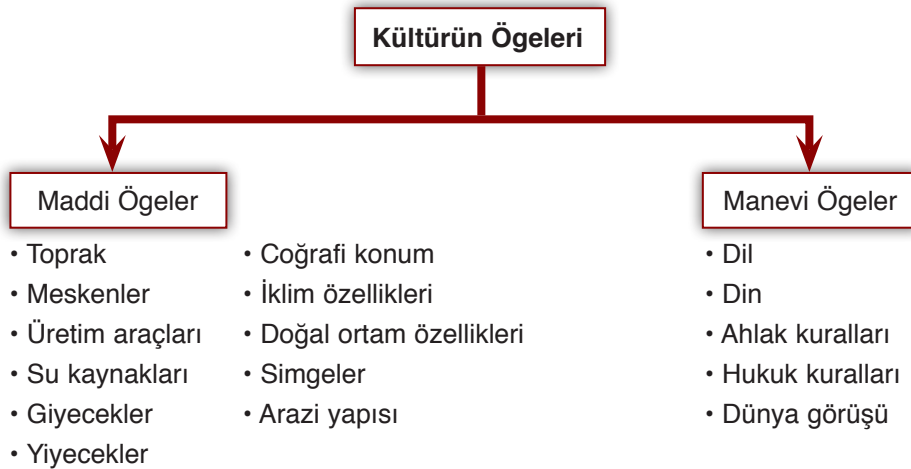 Kültürün Ögeleri
Maddi Ögeler
• Toprak
• Meskenler
• Üretim araçları
• Su kaynakları
• Giyecekler
• Yiyecekler
• Coğrafi konum
• İklim özellikleri
• Doğal ortam özellikleri
• Simgeler
• Arazi yapısı
Manevi Ögeler
• Dil
• Din
• Ahlak kuralları
• Hukuk kuralları
• Dünya görüşü